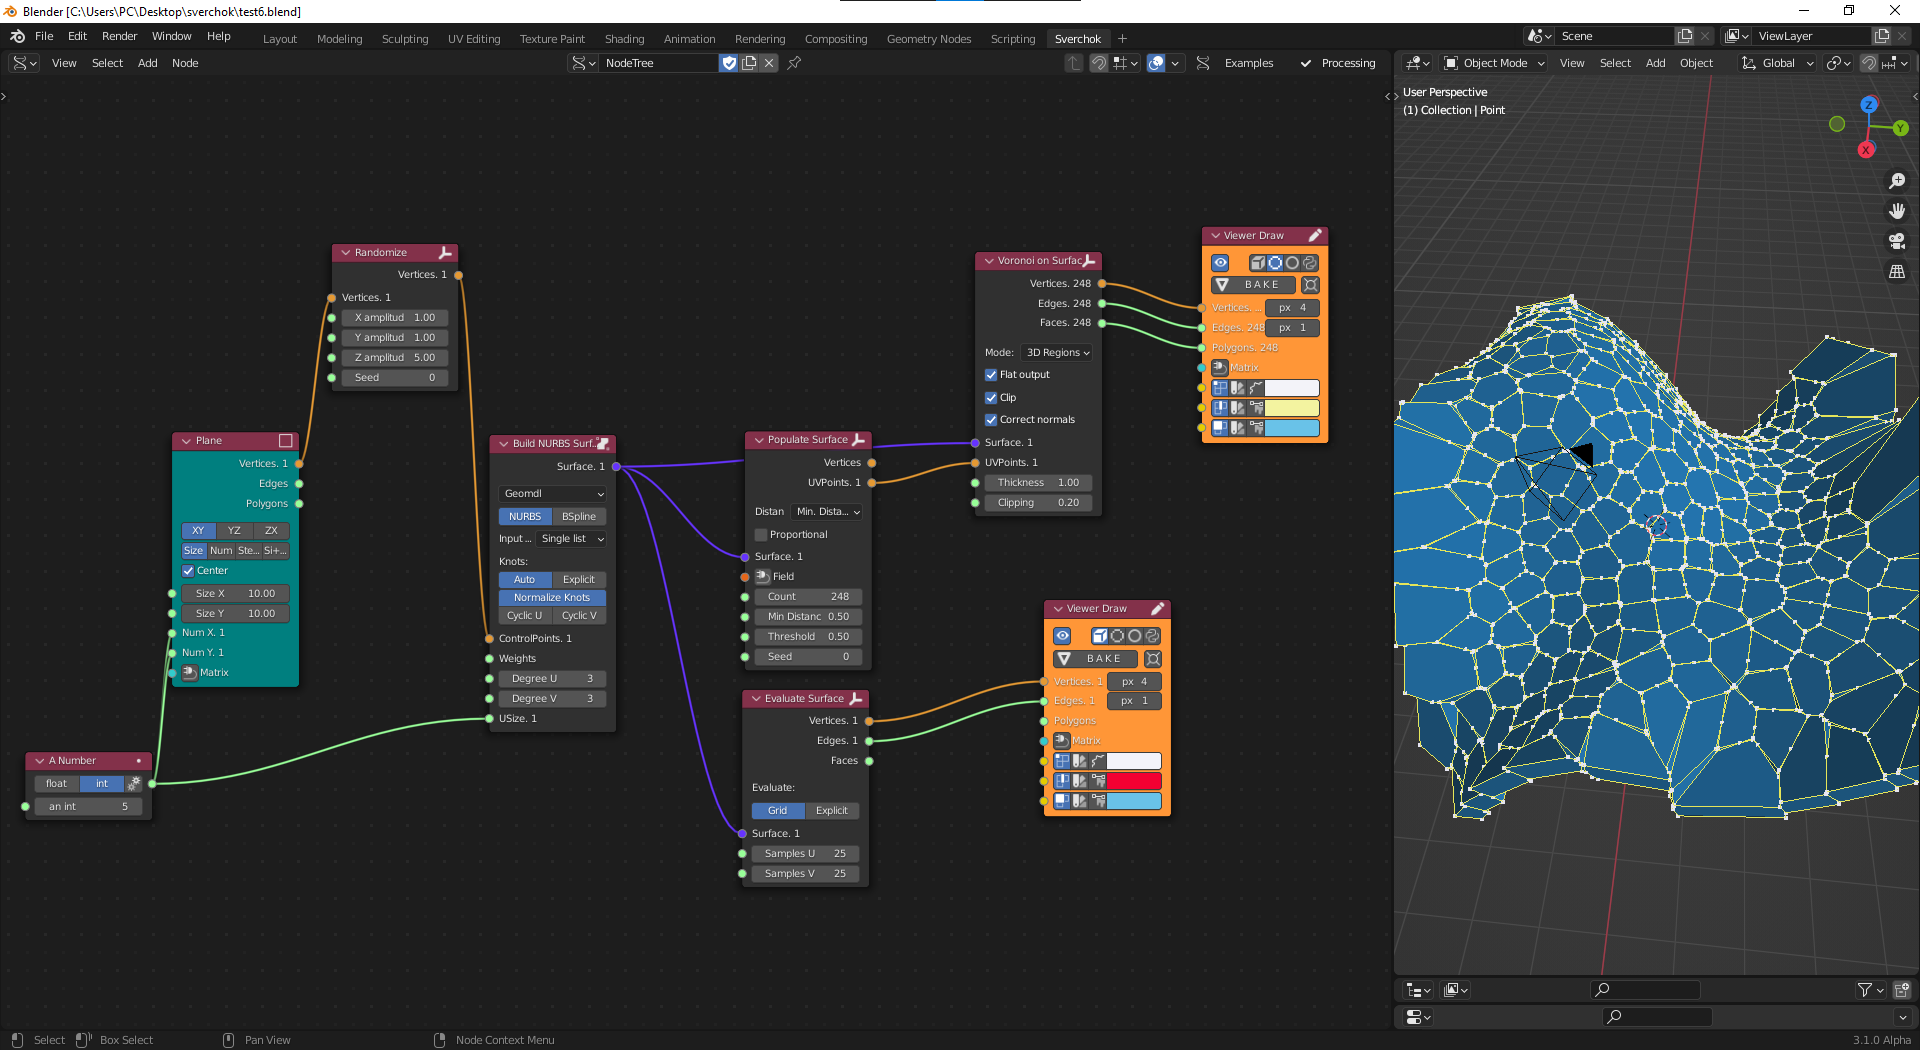 Blender [C:\Users\PC\Desktop\sverchok\test6.blend]
File Edit Render Window Help
Layout Modeling Sculpting UV Editing Texture Paint Shading Animation Rendering Compositing Geometry Nodes Scripting Sverchok +
Scene
ViewLayer
View Select Add Node
NodeTree
Examples
Processing
Object Mode View Select Add Object Global
User Perspective
(1) Collection | Point
Z
Y
X
Randomize
Vertices. 1
Vertices. 1
X amplitud 1.00
Y amplitud 1.00
Z amplitud 5.00
Seed 0
Plane
Vertices. 1
Edges
Polygons
XY YZ ZX
Size Num Ste... Si+...
Center
Size X 10.00
Size Y 10.00
Num X. 1
Num Y. 1
Matrix
A Number
float int
an int 5
Build NURBS Surf...
Surface. 1
Geomdl
NURBS BSpline
Input ... Single list
Knots:
Auto Explicit
Normalize Knots
Cyclic U Cyclic V
ControlPoints. 1
Weights
Degree U 3
Degree V 3
USize. 1
Populate Surface
Vertices
UVPoints. 1
Distan Min. Dista...
Proportional
Surface. 1
Field
Count 248
Min Distanc 0.50
Threshold 0.50
Seed 0
Evaluate Surface
Vertices. 1
Edges. 1
Faces
Evaluate:
Grid Explicit
Surface. 1
Samples U 25
Samples V 25
Voronoi on Surfac
Vertices. 248
Edges. 248
Faces. 248
Mode: 3D Regions
Flat output
Clip
Correct normals
Surface. 1
UVPoints. 1
Thickness 1.00
Clipping 0.20
Viewer Draw
BAKE
Vertices. ... px 4
Edges. 248 px 1
Polygons. 248
Matrix
Viewer Draw
BAKE
Vertices. 1 px 4
Edges. 1 px 1
Polygons
Matrix
Select
Box Select
Pan View
Node Context Menu
3.1.0 Alpha